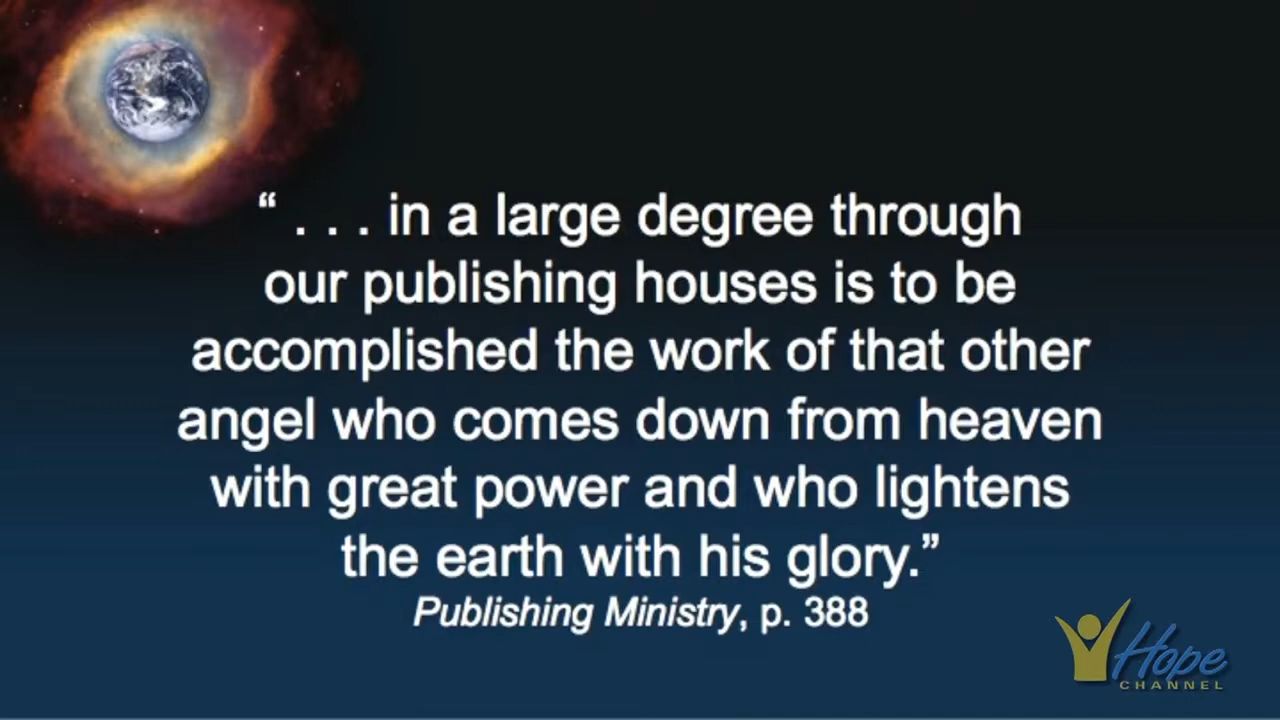 “ . . . in a large degree through
our publishing houses is to be
accomplished the work of that other
angel who comes down from heaven
with great power and who lightens
the earth with his glory.”
Publishing Ministry, p. 388
Hope
CHANNEL